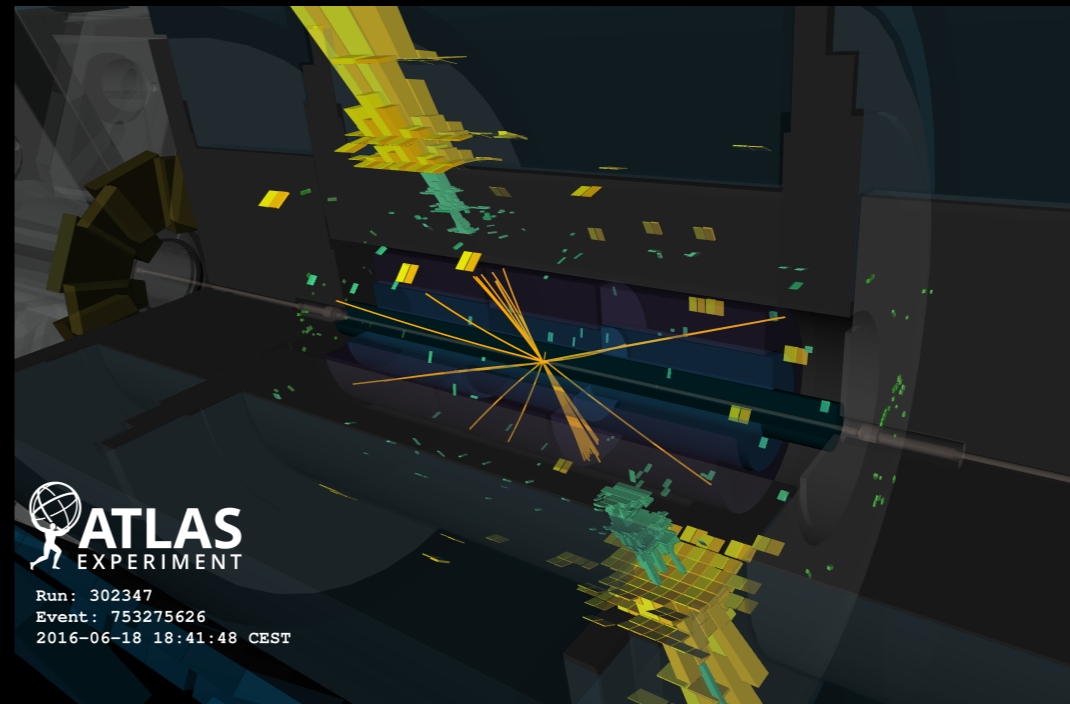 ATLAS
EXPERIMENT
Run: 302347
Event: 753275626
2016-06-18 18:41:48 CEST